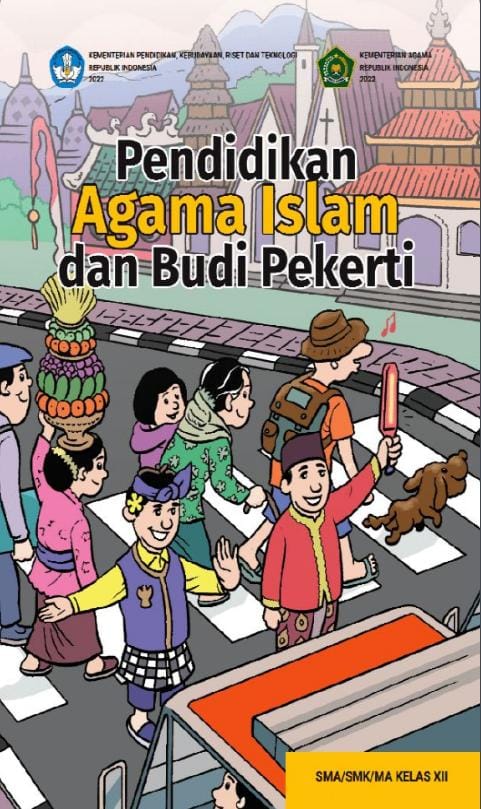 KEMENTERIAN PENDIDIKAN, KEBUDAYAAN, RISET DAN TEKNOLOGI
REPUBLIK INDONESIA
2022
KEMENTERIAN AGAMA
REPUBLIK INDONESIA
2022
Pendidikan
Agama Islam
dan Budi Pekerti
SMA/SMK/MA KELAS XII